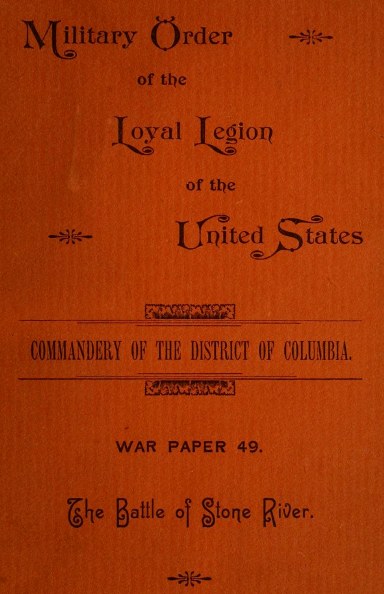 Military Order
of the
Loyal Legion
of the
United States
COMMANDERY OF THE DISTRICT OF COLUMBIA.
WAR PAPER 49.
The Battle of Stone River.